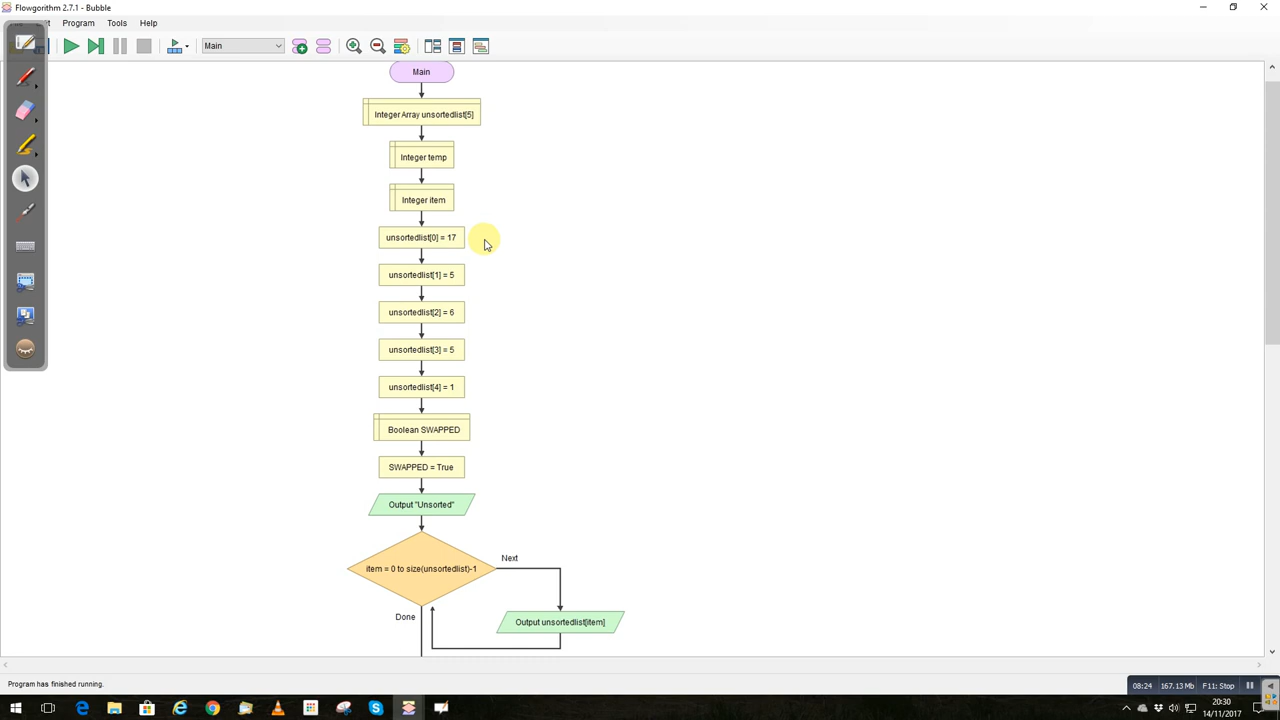 Flowgorithm 2.7.1 - Bubble
Program Tools Help
Main
Main
Integer Array unsortedlist[5]
Integer temp
Integer item
unsortedlist[0] = 17
unsortedlist[1] = 5
unsortedlist[2] = 6
unsortedlist[3] = 5
unsortedlist[4] = 1
Boolean SWAPPED
SWAPPED = True
Output "Unsorted"
item = 0 to size(unsortedlist)-1
Next
Done
Output unsortedlist[item]
Program has finished running.
08:24 167.13 Mb F11: Stop
20:30
14/11/2017